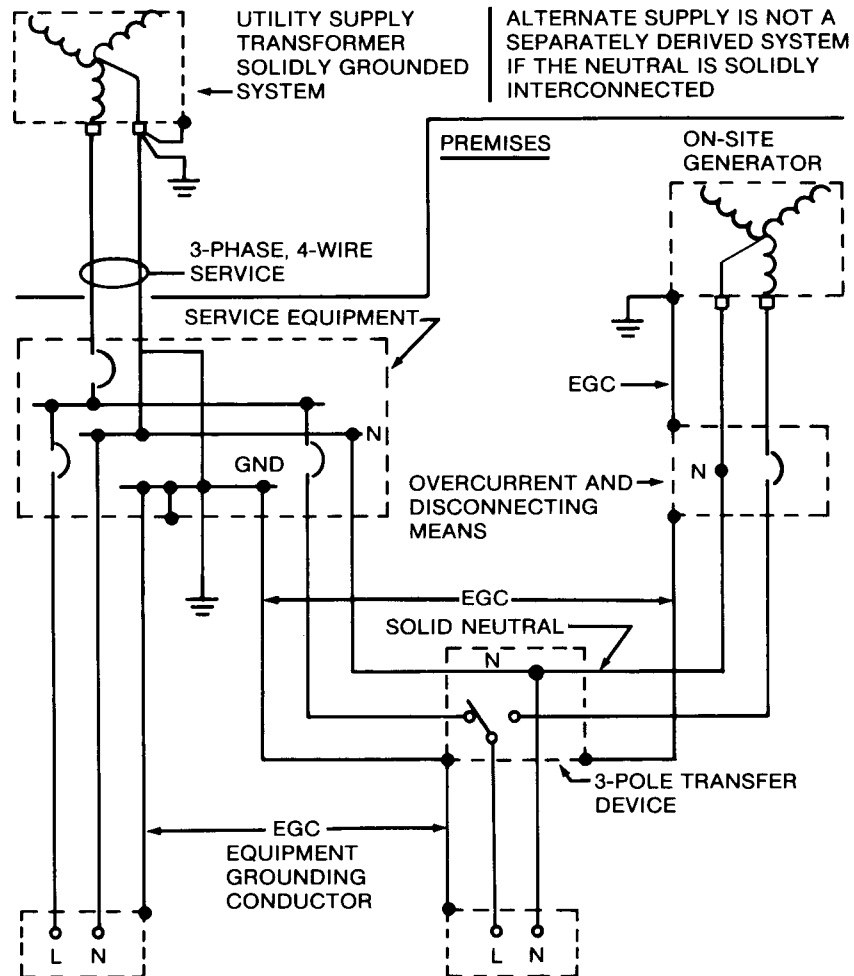 UTILITY SUPPLY
TRANSFORMER
SOLIDLY GROUNDED
SYSTEM
ALTERNATE SUPPLY IS NOT A
SEPARATELY DERIVED SYSTEM
IF THE NEUTRAL IS SOLIDLY
INTERCONNECTED
PREMISES
ON-SITE
GENERATOR
3-PHASE, 4-WIRE
SERVICE
SERVICE EQUIPMENT
EGC
N
GND
N
OVERCURRENT AND
DISCONNECTING
MEANS
EGC
SOLID NEUTRAL
N
3-POLE TRANSFER
DEVICE
EGC
EQUIPMENT
GROUNDING
CONDUCTOR
L N
L N